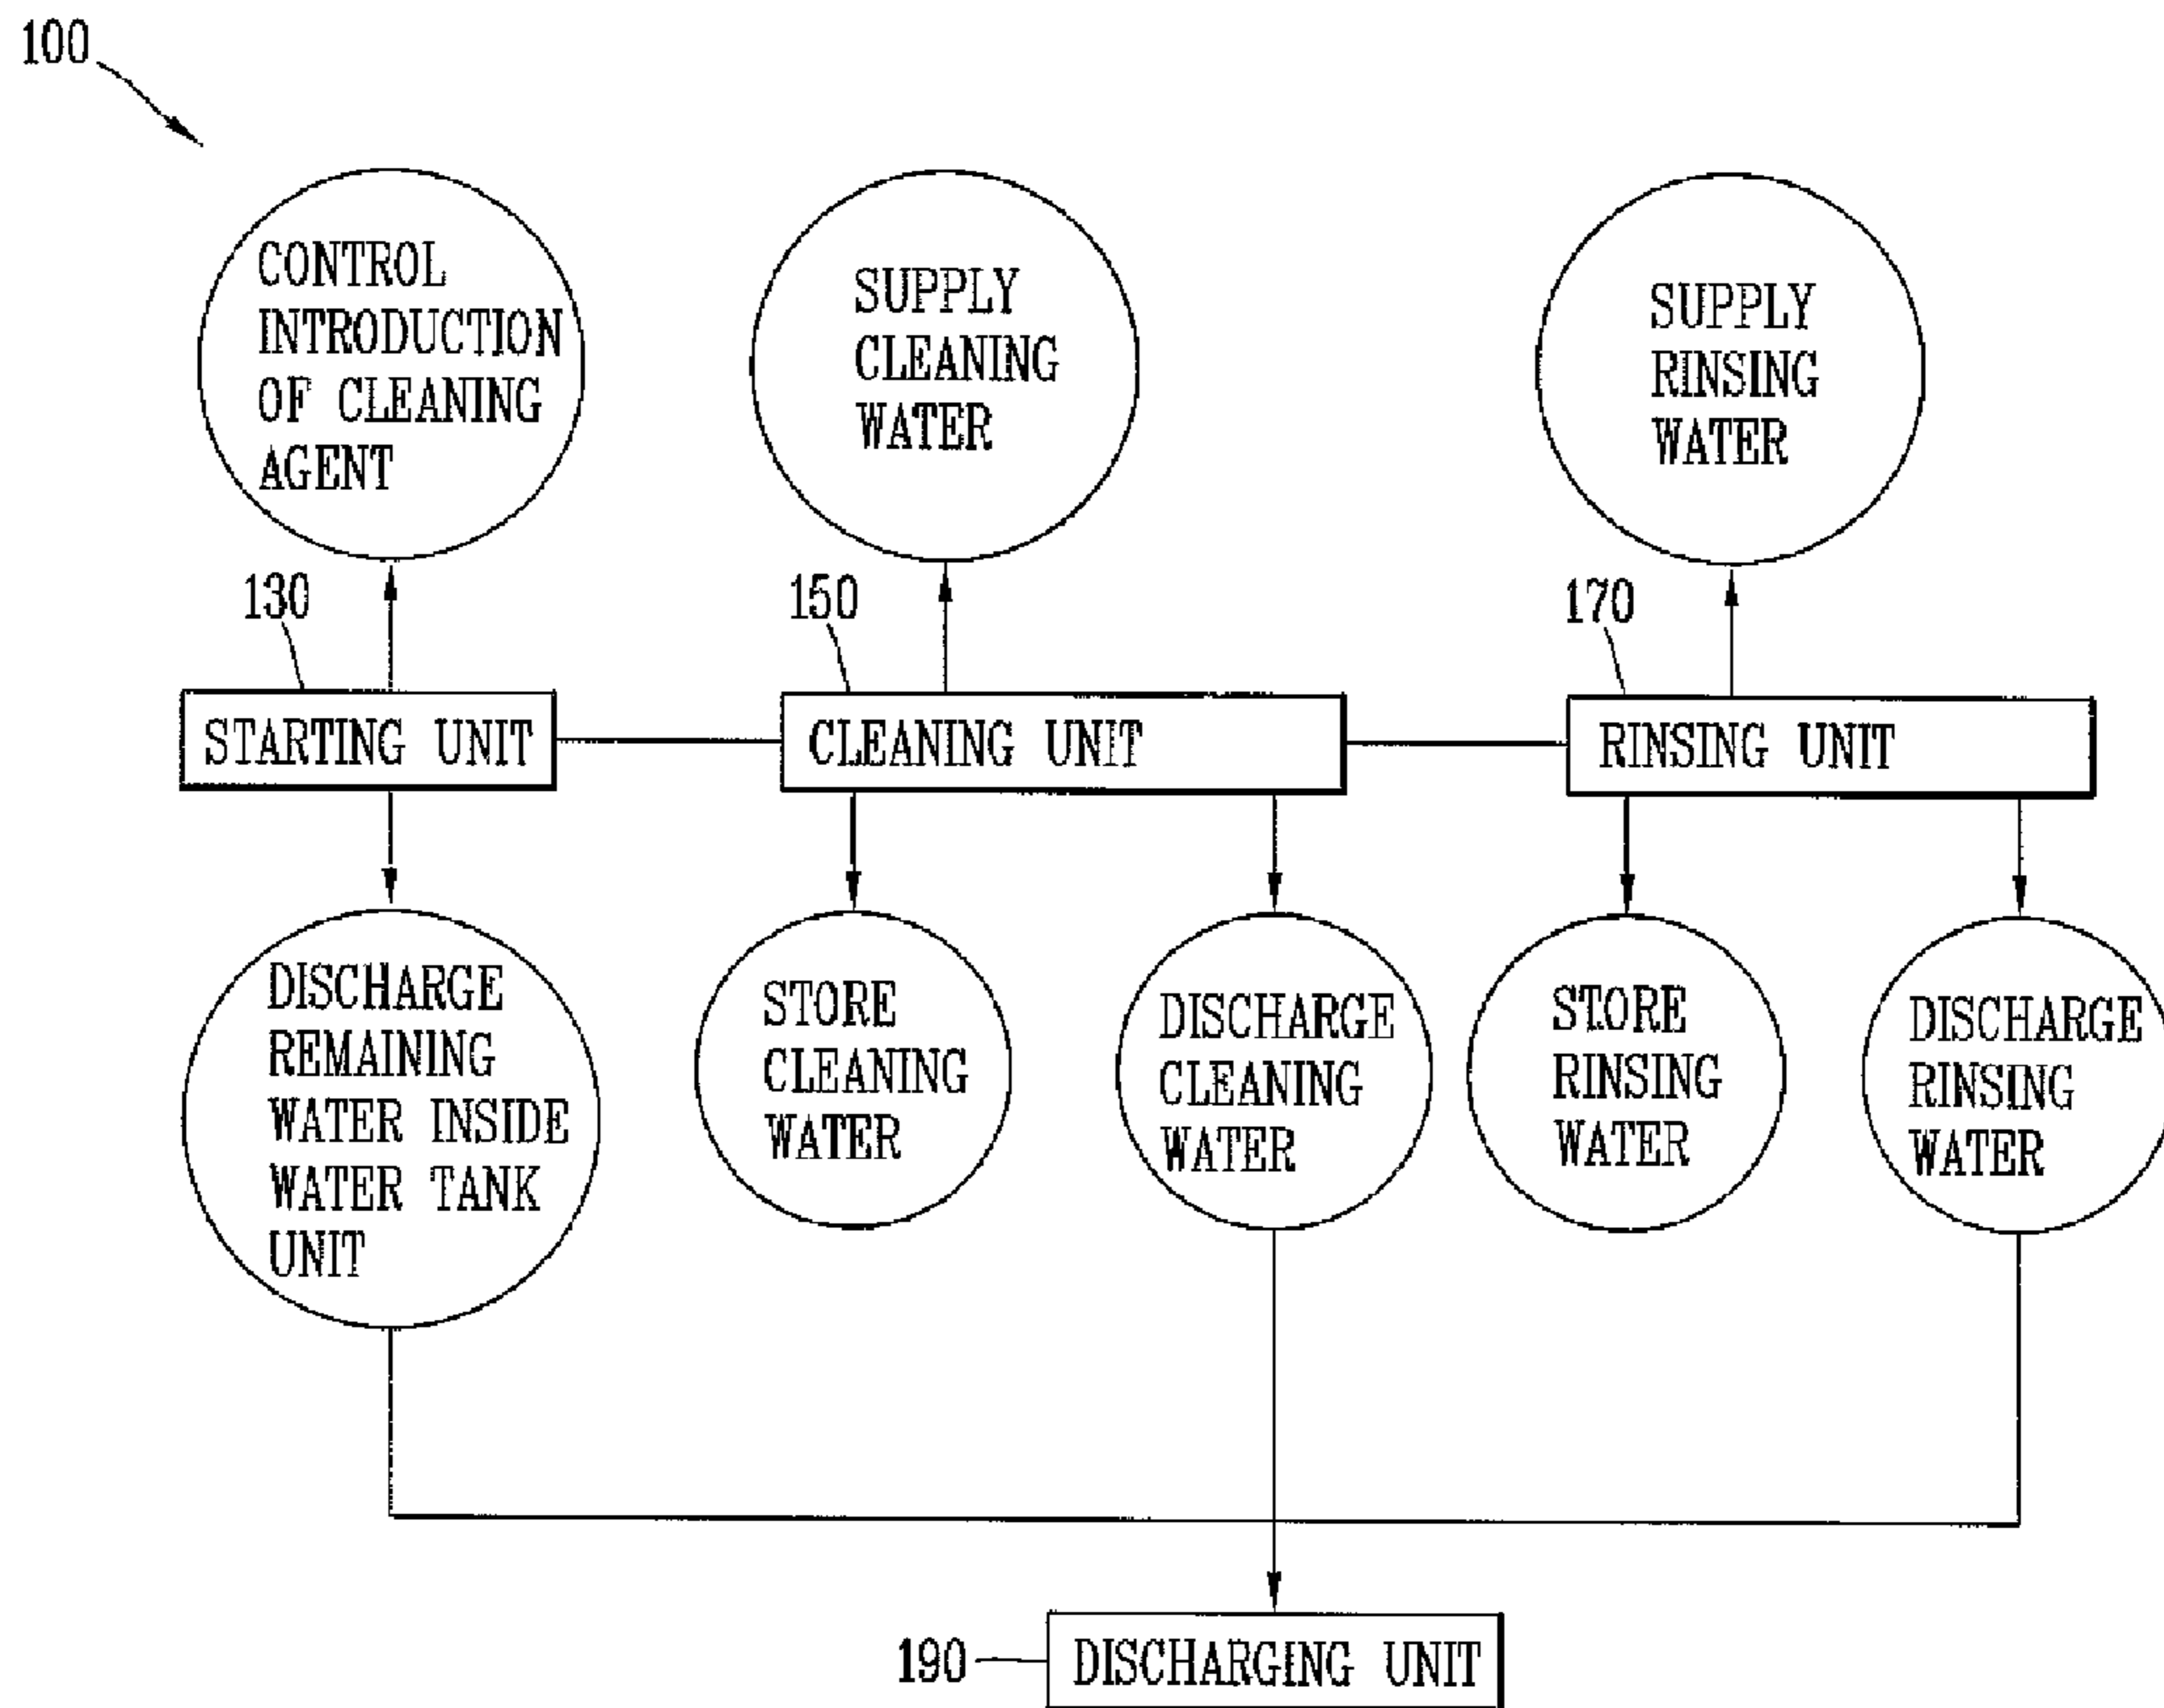 100
CONTROL
INTRODUCTION
OF CLEANING
AGENT
SUPPLY
CLEANING
WATER
SUPPLY
RINSING
WATER
130
150
170
STARTING UNIT
CLEANING UNIT
RINSING UNIT
DISCHARGE
REMAINING
WATER INSIDE
WATER TANK
UNIT
STORE
CLEANING
WATER
DISCHARGE
CLEANING
WATER
STORE
RINSING
WATER
DISCHARGE
RINSING
WATER
190
DISCHARGING UNIT